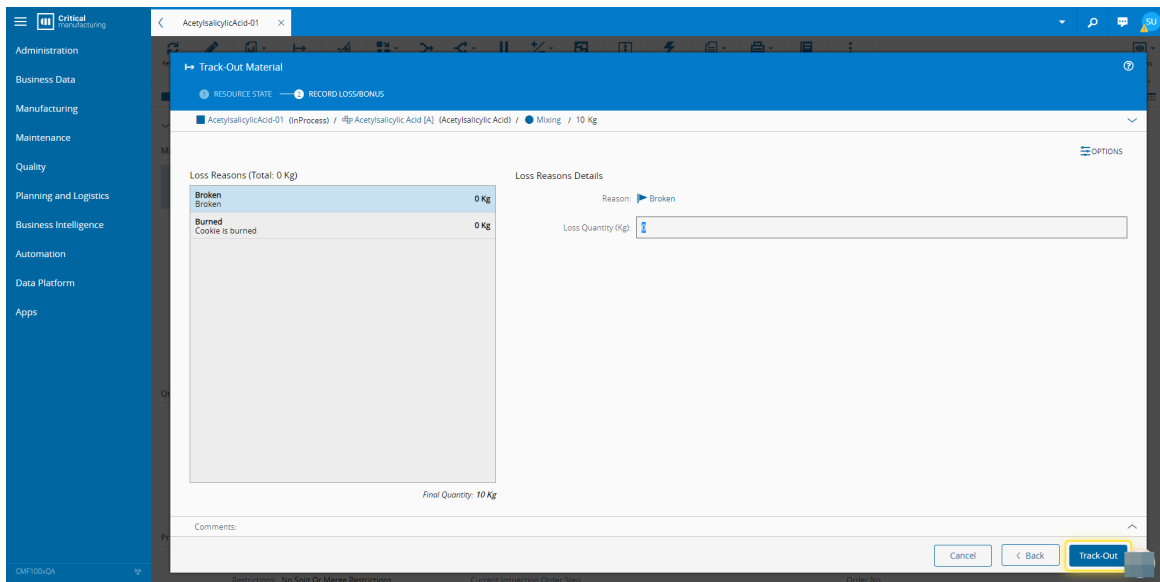 Critical manufacturing
AcetylsalicylicAcid-01
SU
Administration
Business Data
Manufacturing
Maintenance
Quality
Planning and Logistics
Business Intelligence
Automation
Data Platform
Apps
CMF100xQA
Track-Out Material
1 RESOURCE STATE 2 RECORD LOSS/BONUS
AcetylsalicylicAcid-01 (InProcess) / Acetylsalicylic Acid [A] (Acetylsalicylic Acid) / Mixing / 10 Kg
OPTIONS
Loss Reasons (Total: 0 Kg)
Broken 0 Kg
Broken
Burned 0 Kg
Cookie is burned
Final Quantity: 10 Kg
Loss Reasons Details
Reason: Broken
Loss Quantity (Kg): 0
Comments:
Cancel
Back
Track-Out
Restrictions: No Split Or Merge Restrictions
Current Inspection Order Step
Order No.: